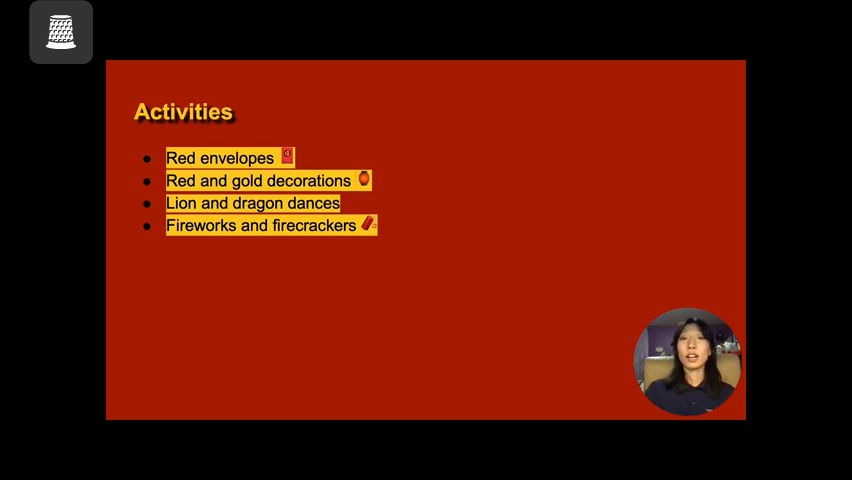 Activities
● Red envelopes 🧧
● Red and gold decorations 🏮
● Lion and dragon dances
● Fireworks and firecrackers 🧨